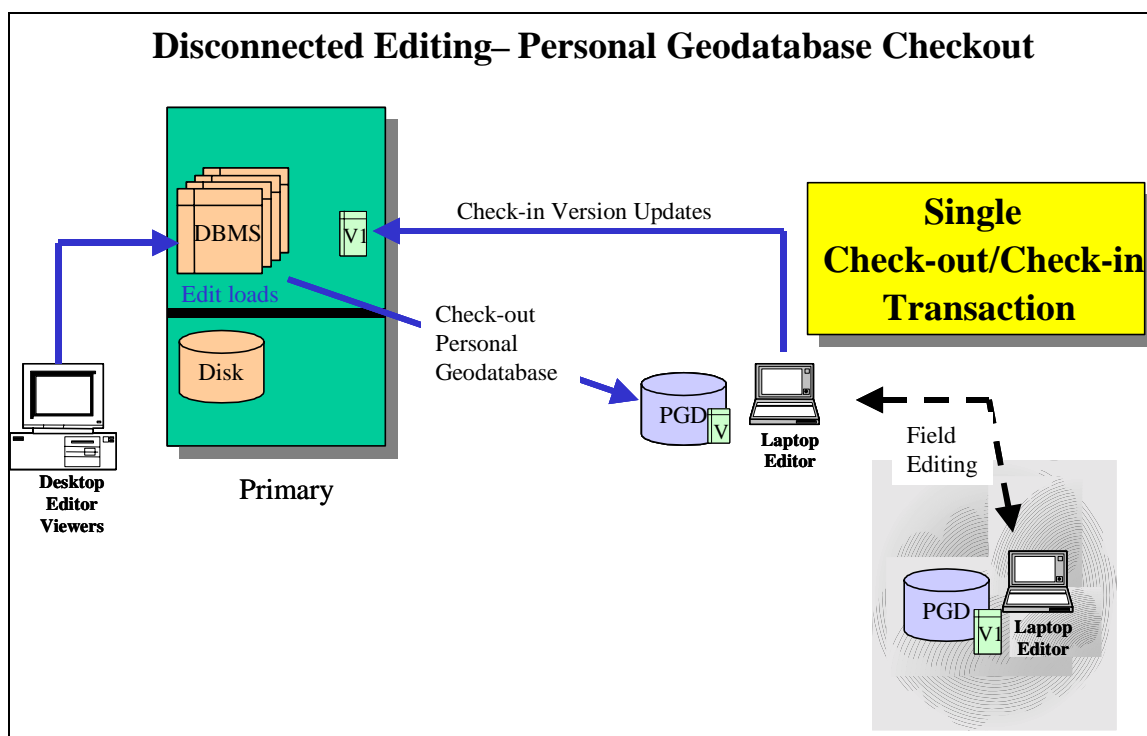 Disconnected Editing– Personal Geodatabase Checkout
DBMS
V1
Edit loads
Disk
Primary
Desktop
Editor
Viewers
Check-in Version Updates
Check-out
Personal
Geodatabase
Single
Check-out/Check-in
Transaction
PGD
V
Laptop
Editor
Field
Editing
PGD
V1
Laptop
Editor